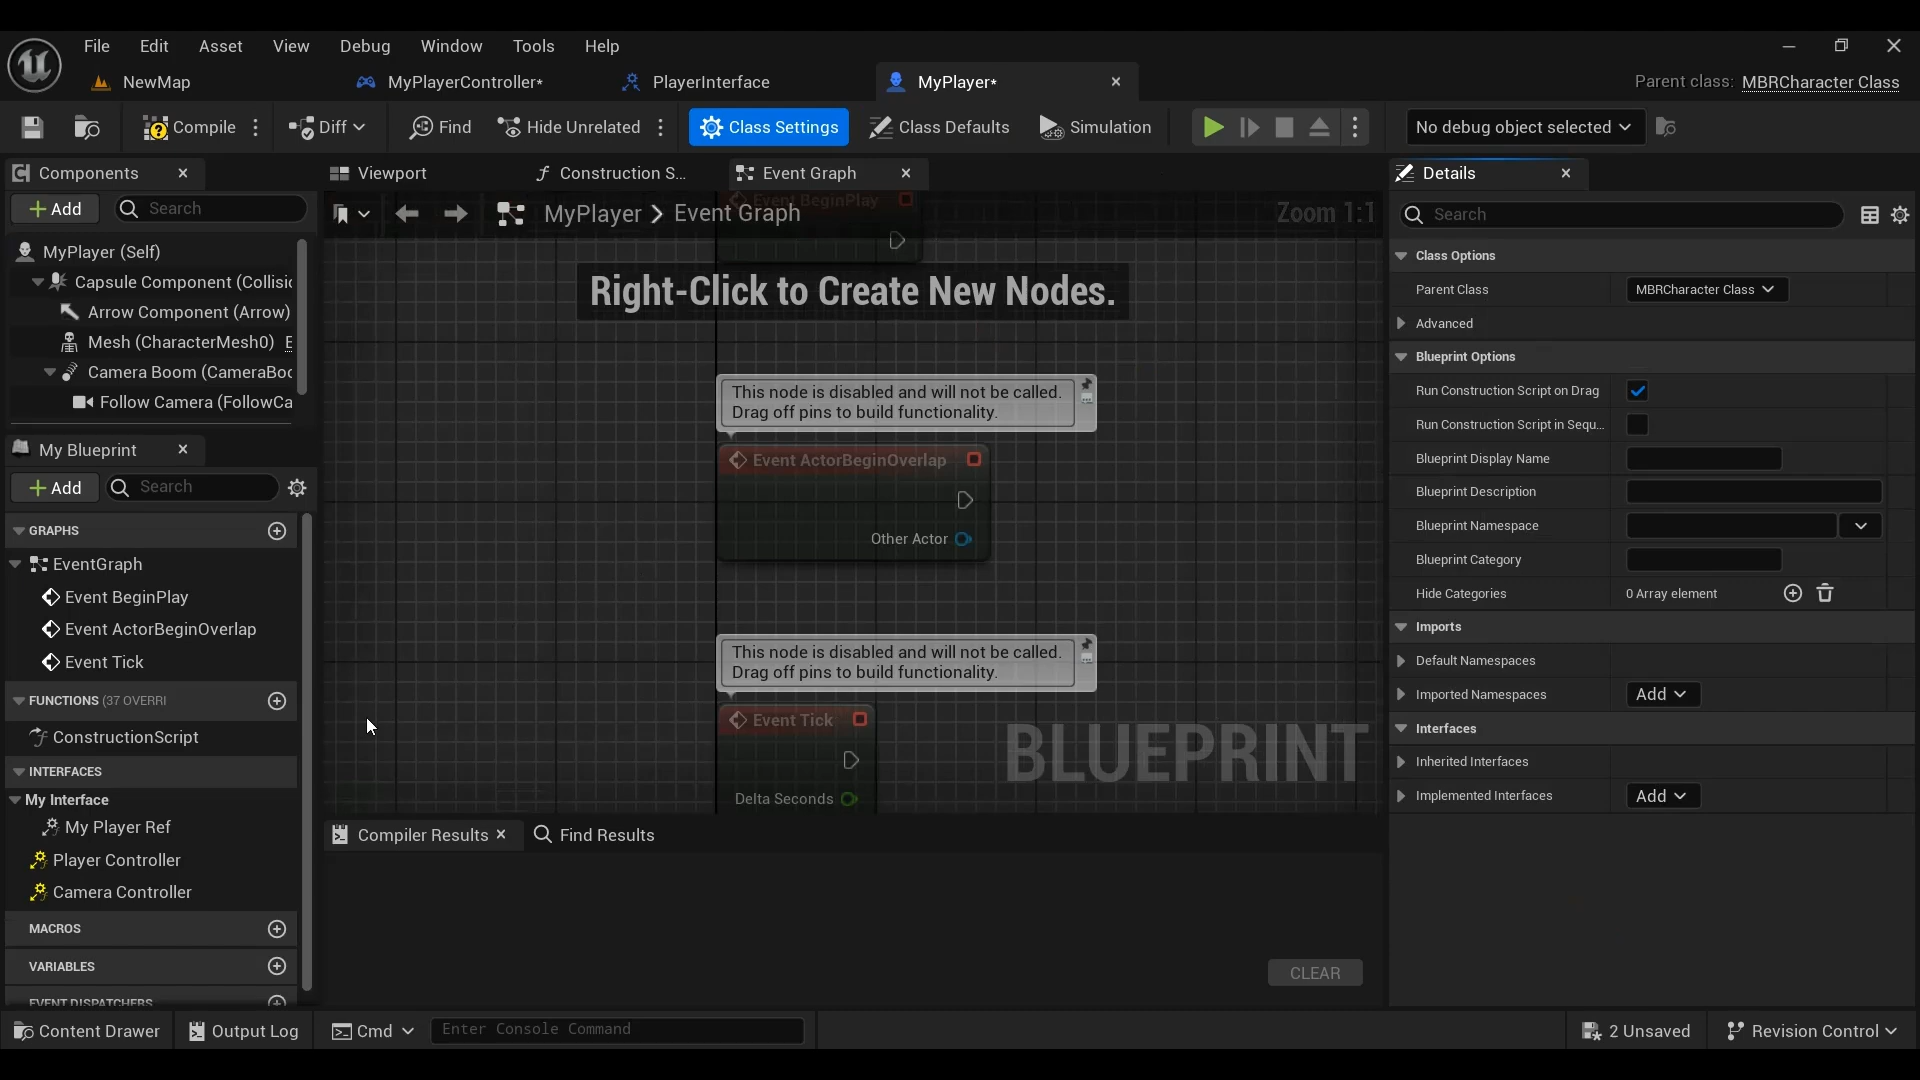 File Edit Asset View Debug Window Tools Help
NewMap MyPlayerController* PlayerInterface MyPlayer* Parent class: MBRCharacter Class
Compile Diff Find Hide Unrelated Class Settings Class Defaults Simulation No debug object selected
Components Viewport Construction S... Event Graph Details
Add Search MyPlayer Event Graph Event BeginPlay Zoom 1:1 Search
MyPlayer (Self)
Capsule Component (Collisio
Arrow Component (Arrow)
Mesh (CharacterMesh0) E
Camera Boom (CameraBoo
Follow Camera (FollowCa
My Blueprint
Add Search
GRAPHS
EventGraph
Event BeginPlay
Event ActorBeginOverlap
Event Tick
FUNCTIONS (37 OVERRI
ConstructionScript
INTERFACES
My Interface
My Player Ref
Player Controller
Camera Controller
MACROS
VARIABLES
EVENT DISPATCHERS
Right-Click to Create New Nodes.
This node is disabled and will not be called.
Drag off pins to build functionality.
Event ActorBeginOverlap
Other Actor
This node is disabled and will not be called.
Drag off pins to build functionality.
Event Tick
Delta Seconds
BLUEPRINT
Compiler Results Find Results
CLEAR
Class Options
Parent Class MBRCharacter Class
Advanced
Blueprint Options
Run Construction Script on Drag
Run Construction Script in Sequ...
Blueprint Display Name
Blueprint Description
Blueprint Namespace
Blueprint Category
Hide Categories 0 Array element
Imports
Default Namespaces
Imported Namespaces Add
Interfaces
Inherited Interfaces
Implemented Interfaces Add
Content Drawer Output Log Cmd Enter Console Command 2 Unsaved Revision Control